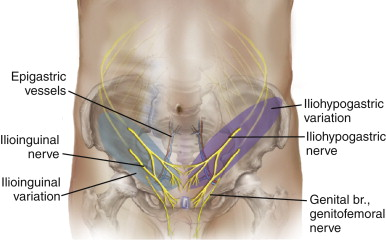 Epigastric
vessels
Ilioinguinal
nerve
Ilioinguinal
variation
Iliohypogastric
variation
Iliohypogastric
nerve
Genital br.,
genitofemoral
nerve